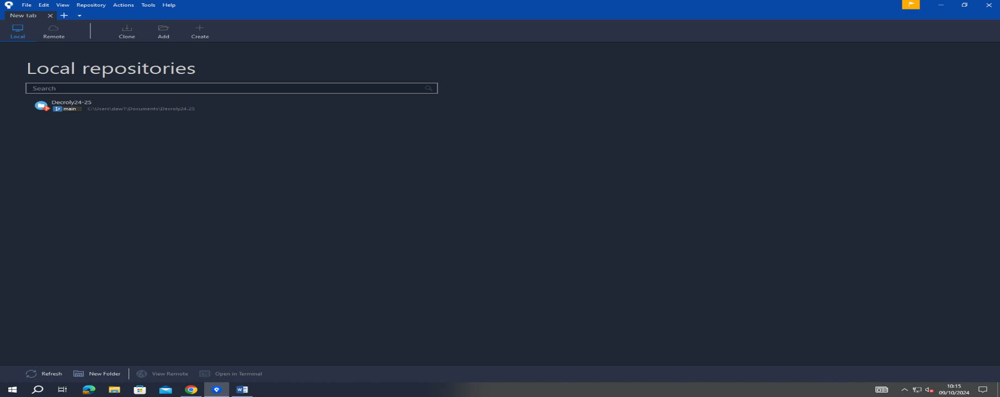 File Edit View Repository Actions Tools Help
New tab
Local Remote Clone Add Create
Local repositories
Search
Decroly24-25
main C:\Users\daw1\Documents\Decroly24-25
Refresh New Folder View Remote Open in Terminal
10:15
09/10/2024